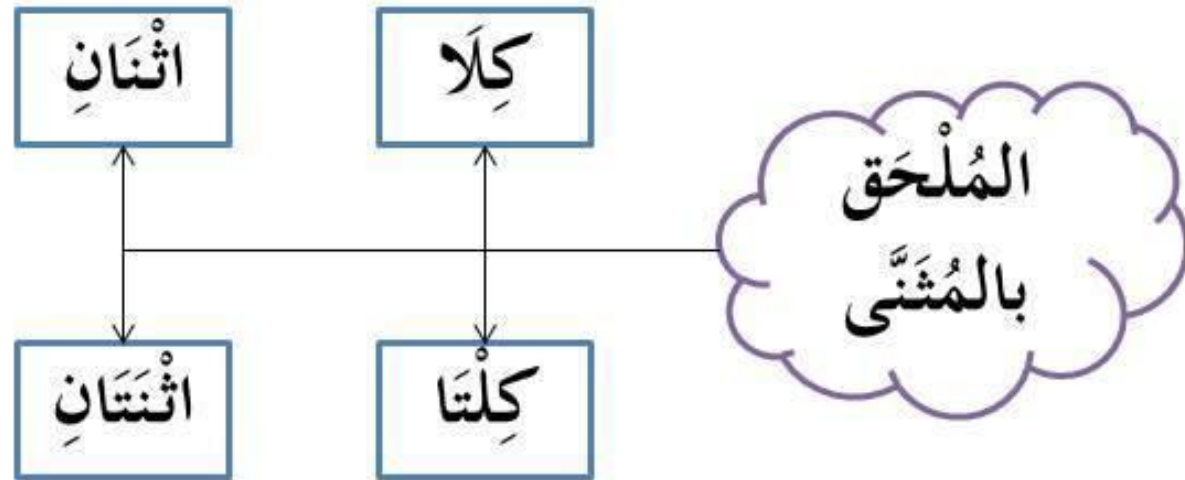 المُلْحَق
بالمُثَنَّى
كِلَا
اثْنَانِ
كِلْتَا
اثْنَتَانِ